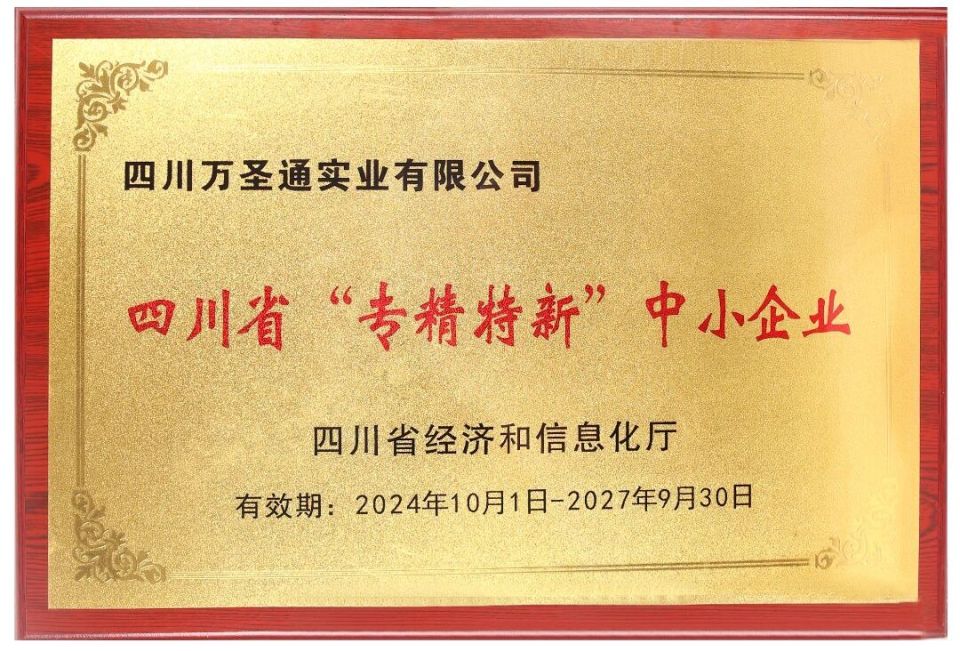 四川万圣通实业有限公司
四川省“专精特新”中小企业
四川省经济和信息化厅
有效期：2024年10月1日-2027年9月30日